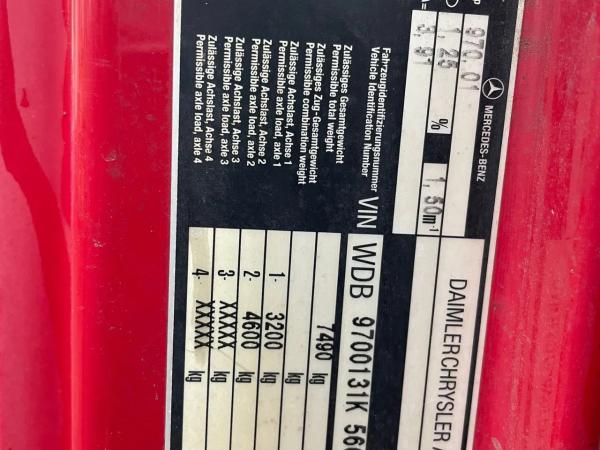 MERCEDES-BENZ DAIMLERCHRYSLER
970.01
1,25 % 1,50m-1
3,91
Fahrzeugidentifizierungsnummer
Vehicle Identification Number VIN WDB 9700131K
Zulässiges Gesamtgewicht
Permissible total weight 7490 kg
Zulässiges Zug-Gesamtgewicht
Permissible combination weight kg
Zulässige Achslast, Achse 1
Permissible axle load, axle 1 1- 3200 kg
Zulässige Achslast, Achse 2
Permissible axle load, axle 2 2- 4600 kg
Zulässige Achslast, Achse 3
Permissible axle load, axle 3 3- XXXXX kg
Zulässige Achslast, Achse 4
Permissible axle load, axle 4 4- XXXXX kg